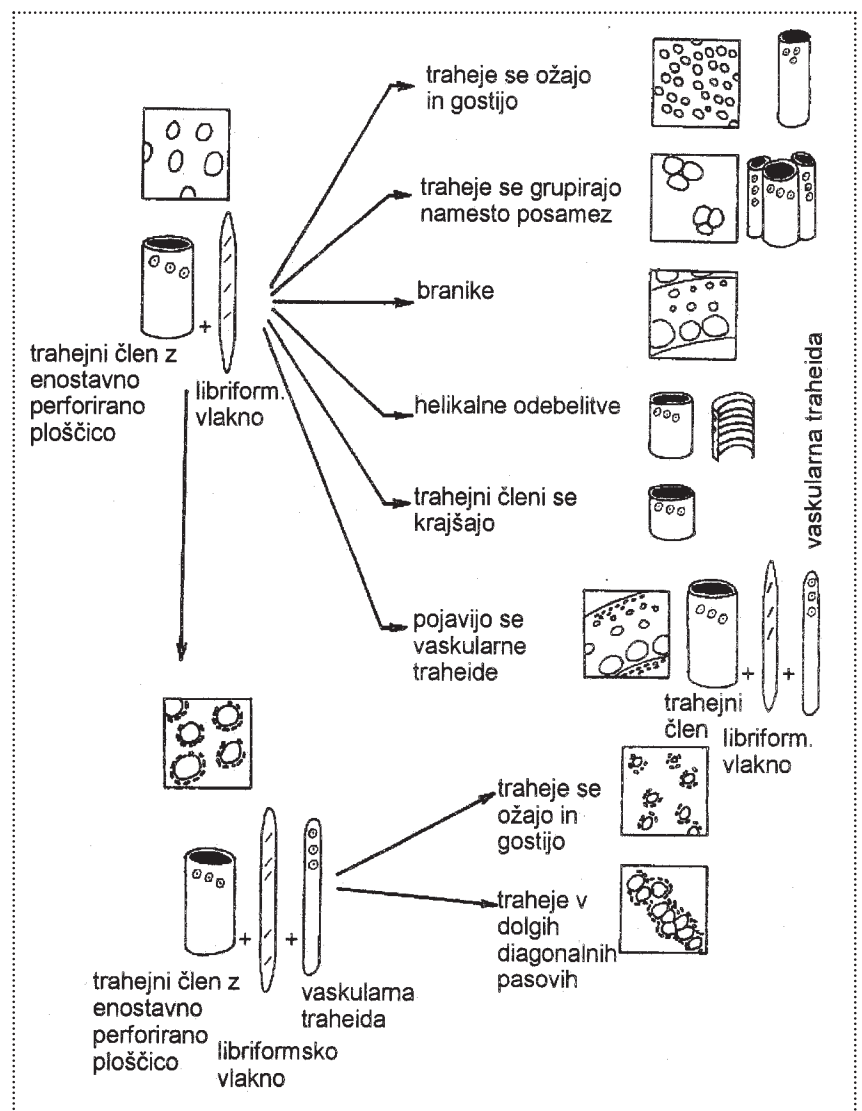 traheje se ožajo
in gostijo
traheje se grupirajo
namesto posamez
branike
trahejni člen z
enostavno
perforirano
ploščico
+
libriform.
vlakno
helikalne odebelitve
trahejni členi se
krajšajo
vaskularna traheida
pojavijo se
vaskularne
traheide
+
+
trahejni
člen
libriform.
vlakno
traheje se
ožajo in
gostijo
traheje v
dolgih
diagonalnih
pasovih
+
+
trahejni člen z
enostavno
perforirano
ploščico
vaskularna
traheida
libriformsko
vlakno